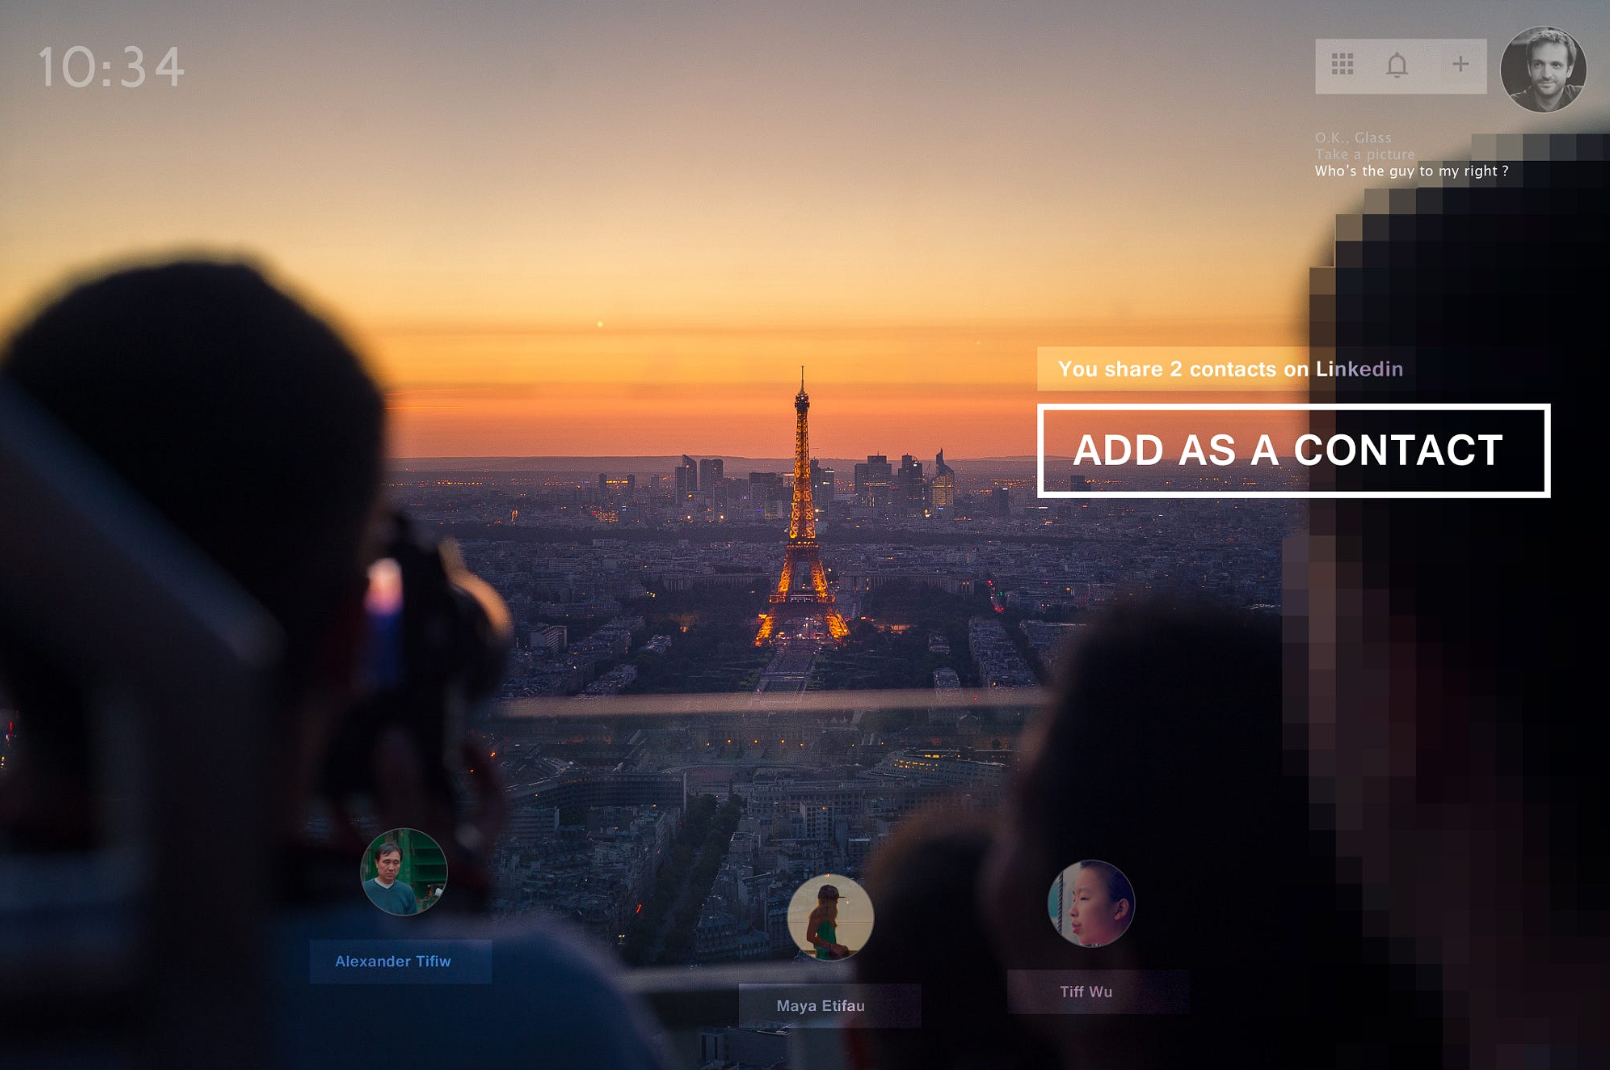 10:34
O.K., Glass
Take a picture
Who's the guy to my right ?
You share 2 contacts on Linkedin
ADD AS A CONTACT
Alexander Tifiw
Maya Etifau
Tiff Wu